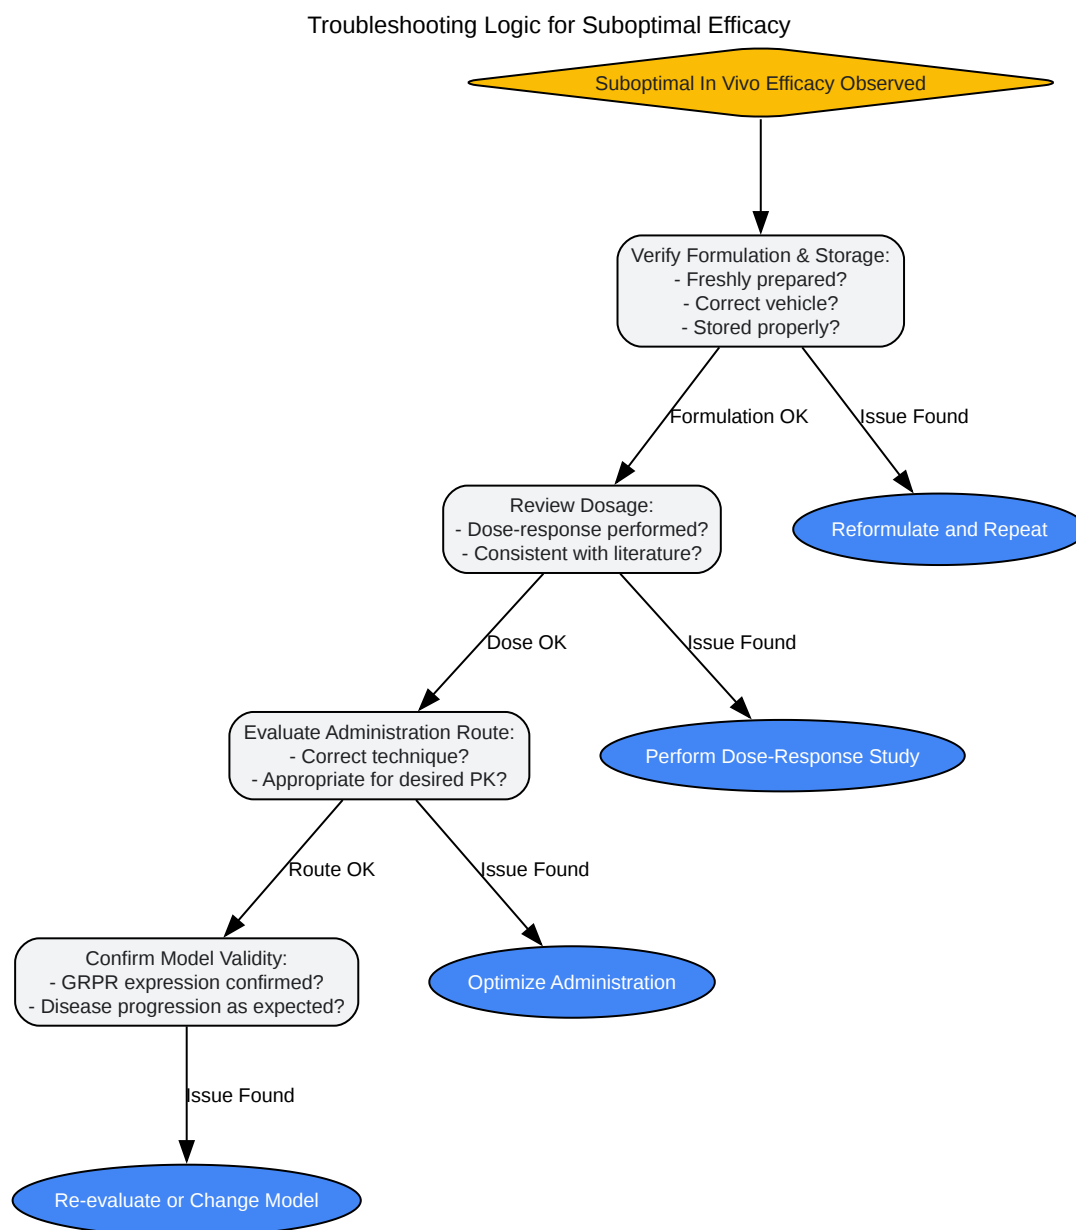 Troubleshooting Logic for Suboptimal Efficacy
Suboptimal In Vivo Efficacy Observed
Verify Formulation & Storage:
- Freshly prepared?
- Correct vehicle?
- Stored properly?
Formulation OK
Issue Found
Review Dosage:
- Dose-response performed?
- Consistent with literature?
Reformulate and Repeat
Dose OK
Issue Found
Evaluate Administration Route:
- Correct technique?
- Appropriate for desired PK?
Perform Dose-Response Study
Route OK
Issue Found
Confirm Model Validity:
- GRPR expression confirmed?
- Disease progression as expected?
Optimize Administration
Issue Found
Re-evaluate or Change Model